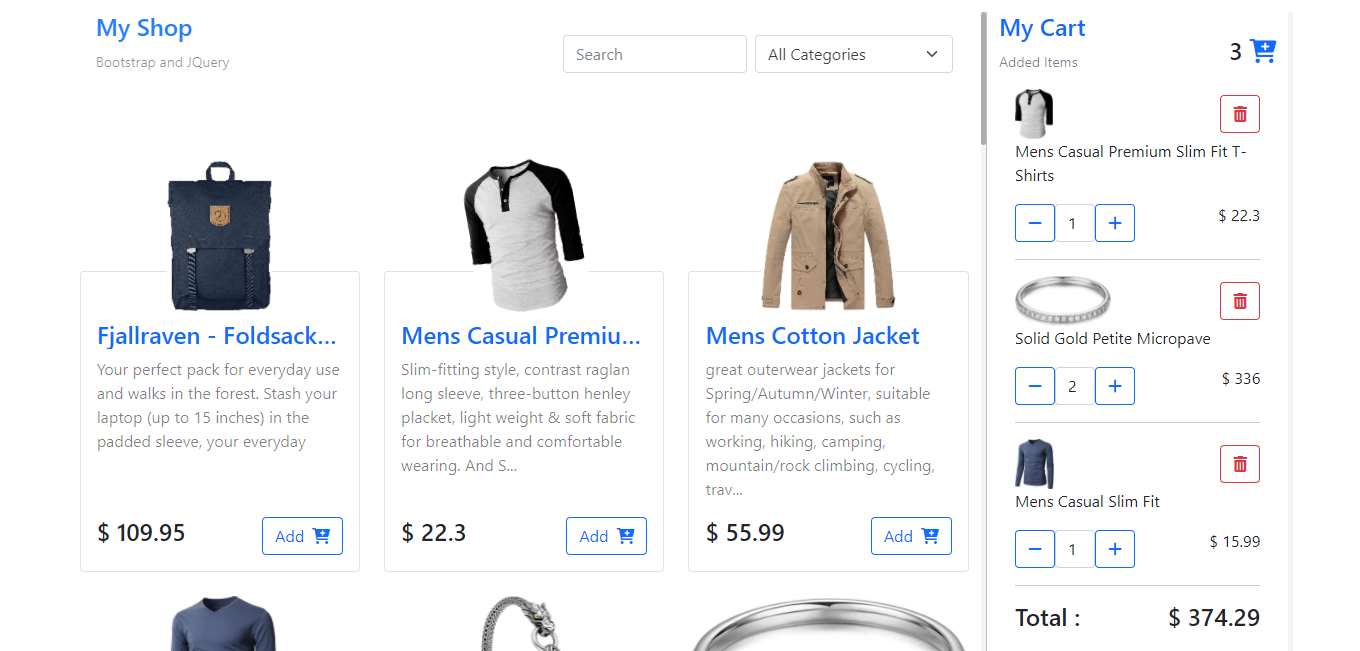 My Shop
Bootstrap and JQuery
Search
All Categories
Fjallraven - Foldsack...
Your perfect pack for everyday use
and walks in the forest. Stash your
laptop (up to 15 inches) in the
padded sleeve, your everyday
$ 109.95
Add
Mens Casual Premiu...
Slim-fitting style, contrast raglan
long sleeve, three-button henley
placket, light weight & soft fabric
for breathable and comfortable
wearing. And S...
$ 22.3
Add
Mens Cotton Jacket
great outerwear jackets for
Spring/Autumn/Winter, suitable
for many occasions, such as
working, hiking, camping,
mountain/rock climbing, cycling,
trav...
$ 55.99
Add
My Cart
Added Items
3
Mens Casual Premium Slim Fit T-
Shirts
1
$ 22.3
Solid Gold Petite Micropave
2
$ 336
Mens Casual Slim Fit
1
$ 15.99
Total :
$ 374.29